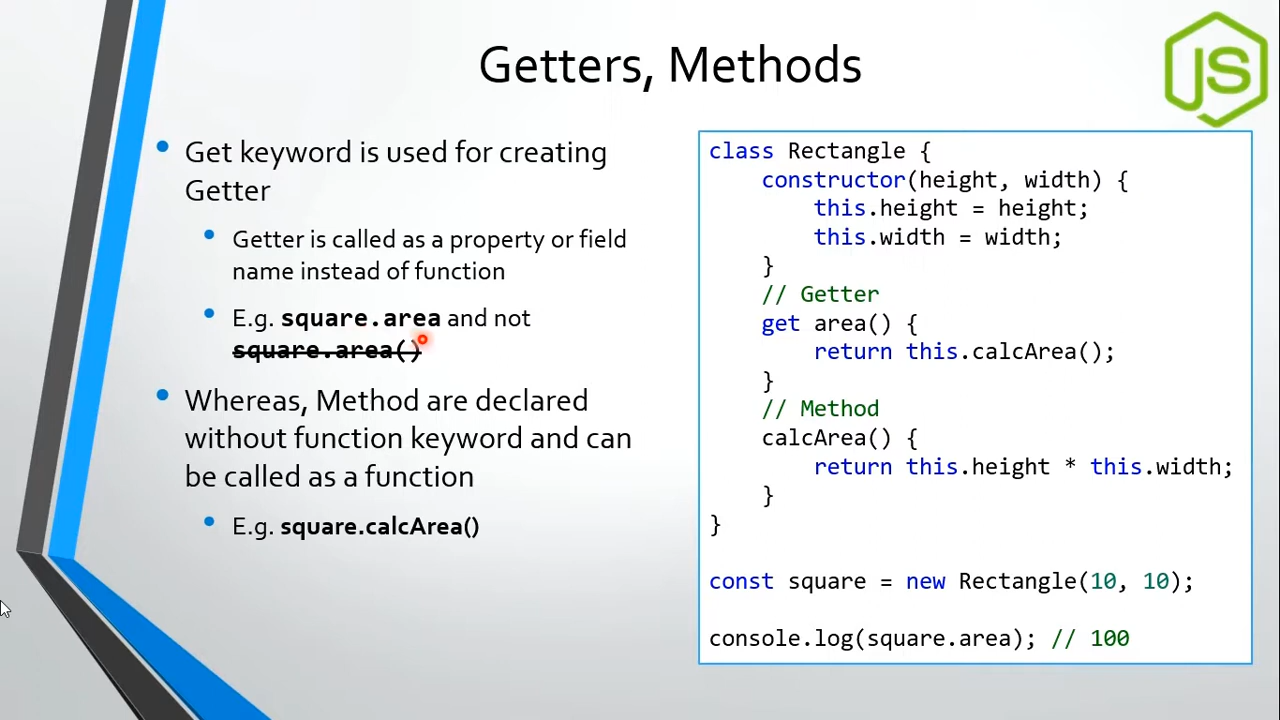 Getters, Methods
JS
Get keyword is used for creating
Getter
Getter is called as a property or field
name instead of function
E.g. square.area and not
square.area()
Whereas, Method are declared
without function keyword and can
be called as a function
E.g. square.calcArea()
class Rectangle {
    constructor(height, width) {
        this.height = height;
        this.width = width;
    }
    // Getter
    get area() {
        return this.calcArea();
    }
    // Method
    calcArea() {
        return this.height * this.width;
    }
}
const square = new Rectangle(10, 10);
console.log(square.area); // 100